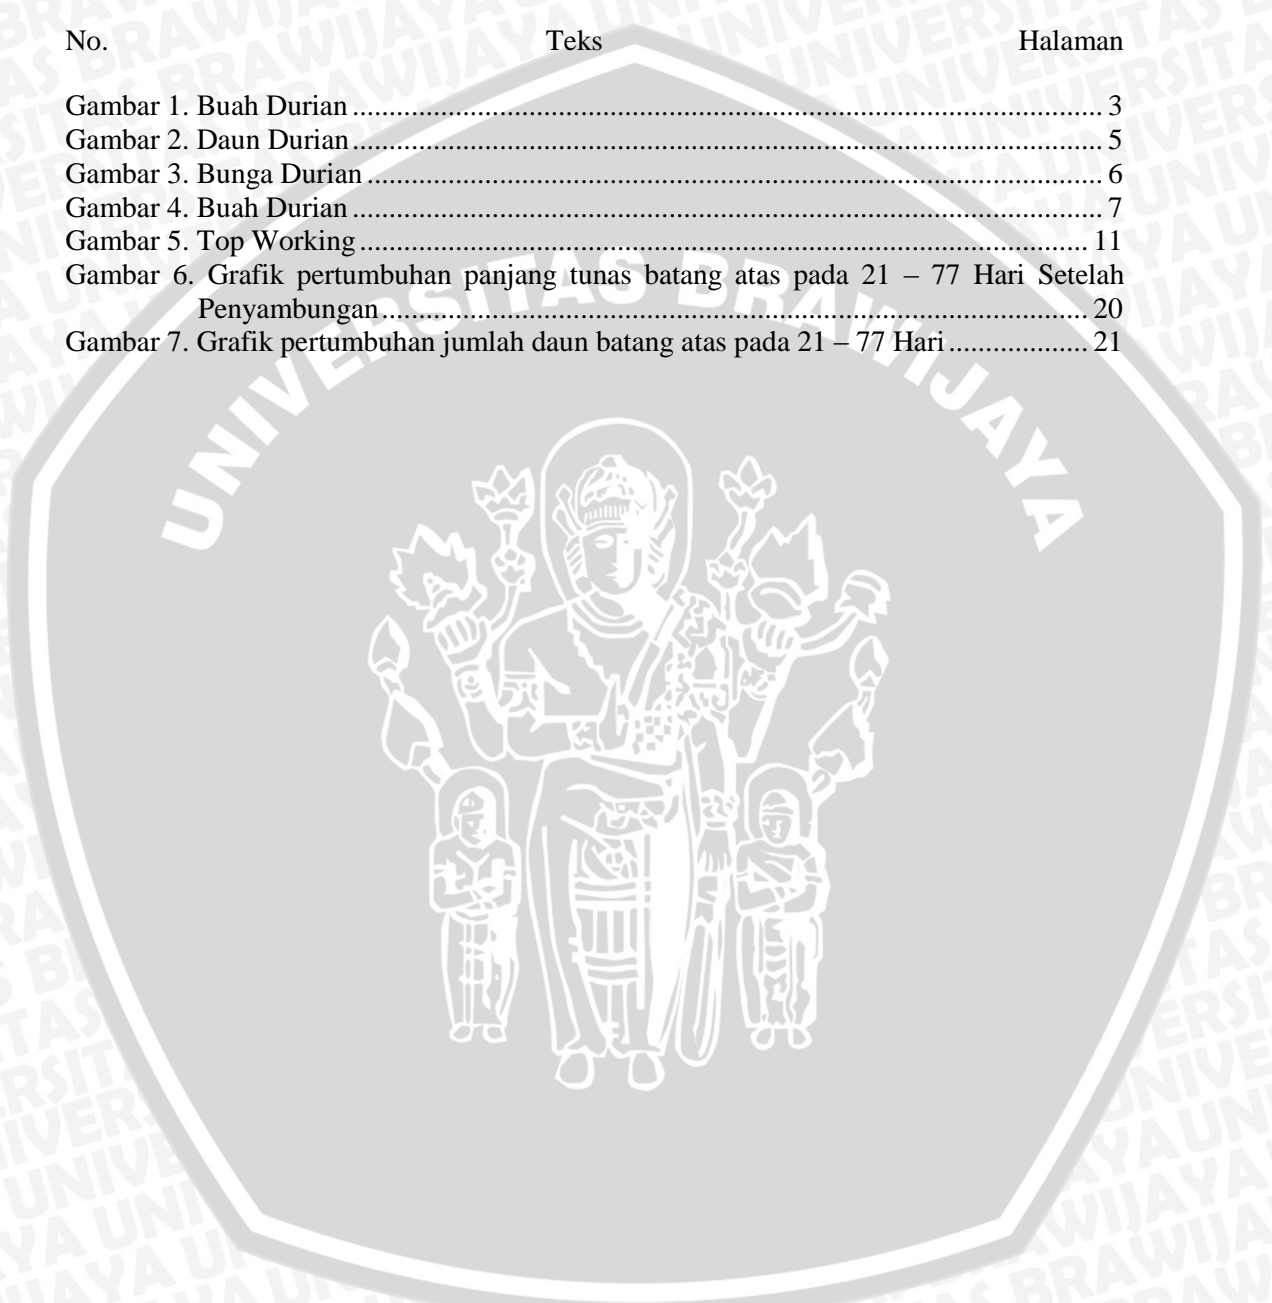 No. Teks Halaman
Gambar 1. Buah Durian ........................................................................................................ 3
Gambar 2. Daun Durian ........................................................................................................ 5
Gambar 3. Bunga Durian ...................................................................................................... 6
Gambar 4. Buah Durian ........................................................................................................ 7
Gambar 5. Top Working ..................................................................................................... 11
Gambar 6. Grafik pertumbuhan panjang tunas batang atas pada 21 – 77 Hari Setelah
Penyambungan .................................................................................................. 20
Gambar 7. Grafik pertumbuhan jumlah daun batang atas pada 21 – 77 Hari ................... 21
UNIVERSITAS BRAWIJAYA